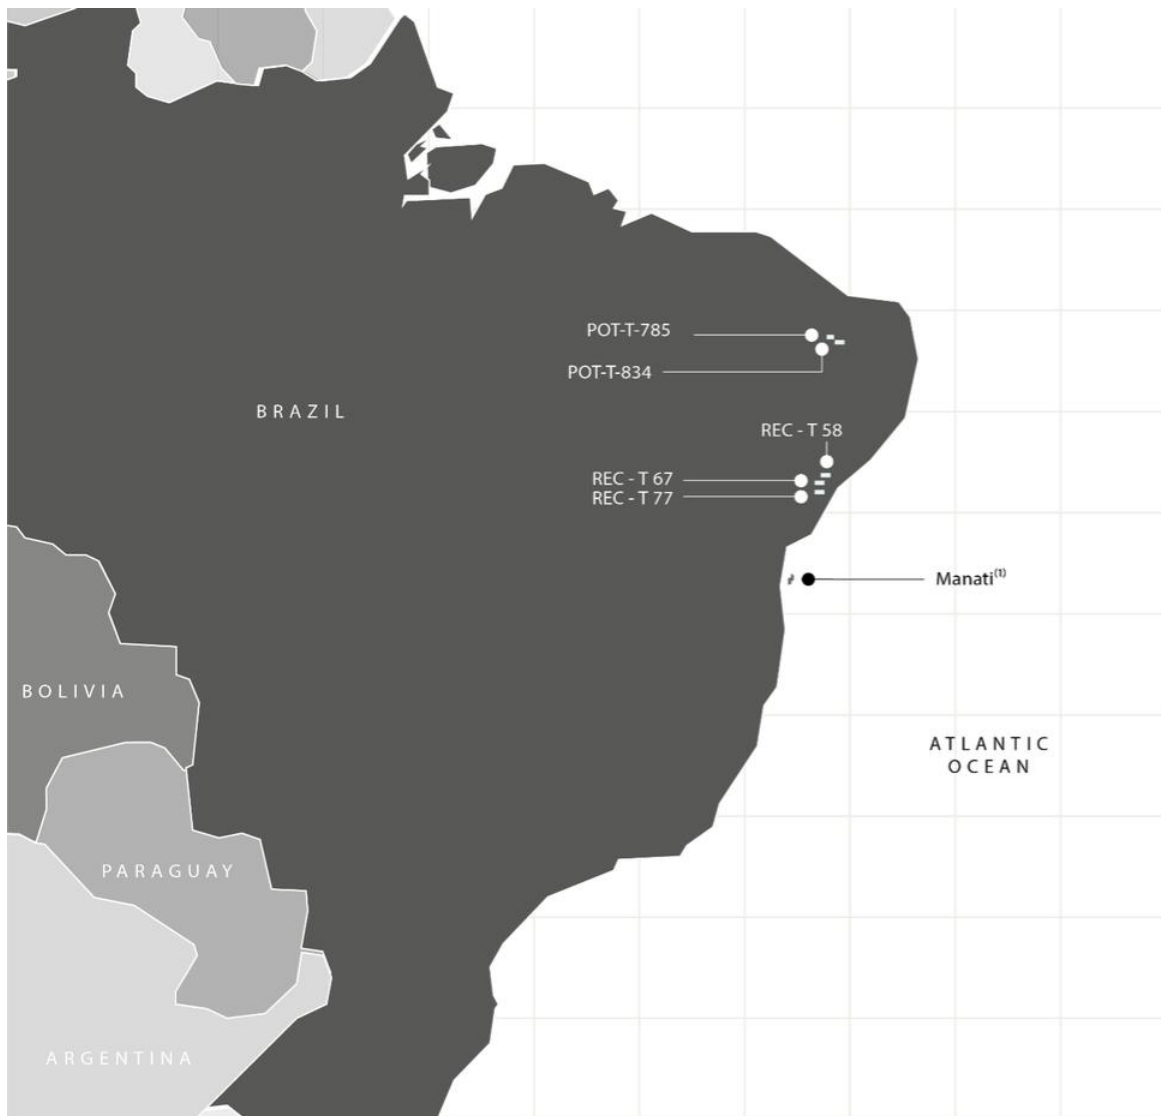 POT-T-785
POT-T-834
BRAZIL
REC - T 58
REC - T 67
REC - T 77
Manati(1)
BOLIVIA
ATLANTIC
OCEAN
PARAGUAY
ARGENTINA